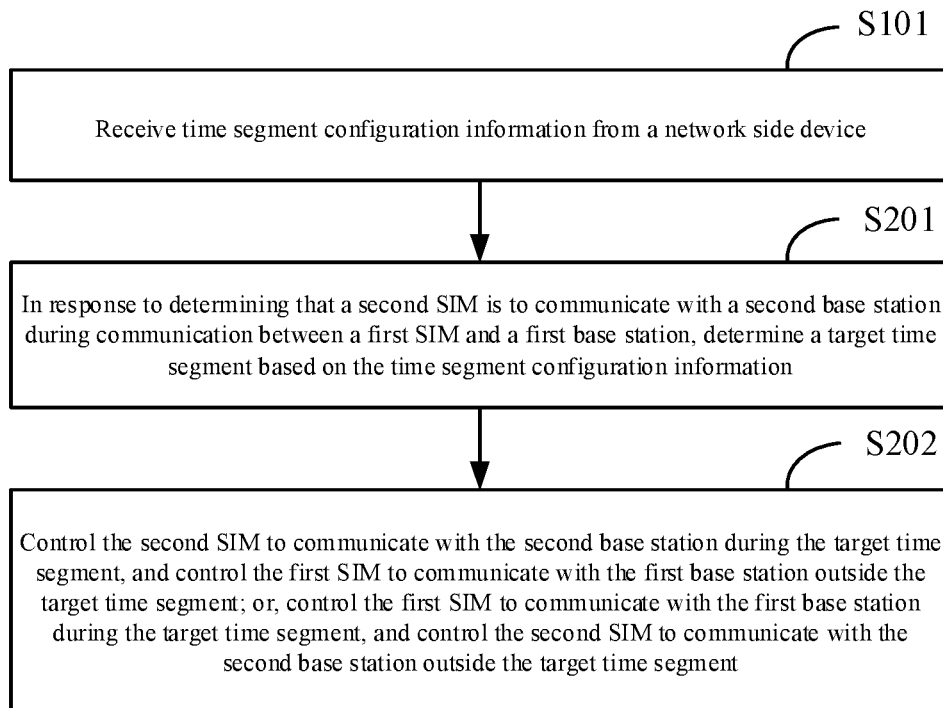 S101
Receive time segment configuration information from a network side device
S201
In response to determining that a second SIM is to communicate with a second base station
during communication between a first SIM and a first base station, determine a target time
segment based on the time segment configuration information
S202
Control the second SIM to communicate with the second base station during the target time
segment, and control the first SIM to communicate with the first base station outside the
target time segment; or, control the first SIM to communicate with the first base station
during the target time segment, and control the second SIM to communicate with the
second base station outside the target time segment